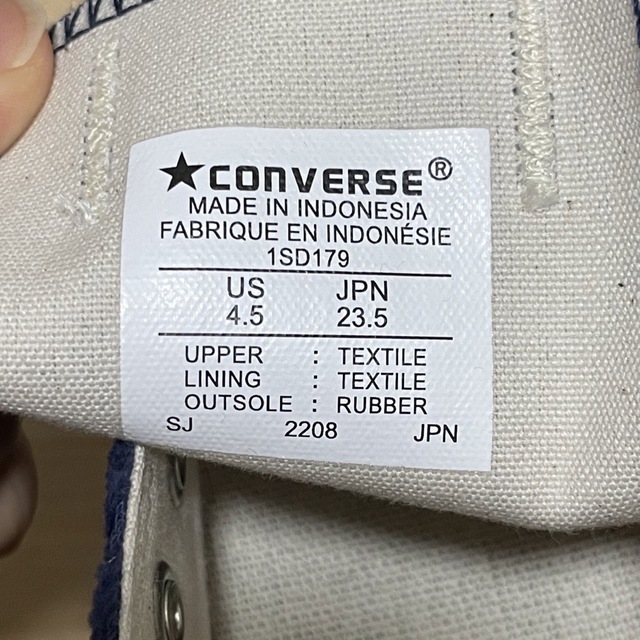 ★CONVERSE®
MADE IN INDONESIA
FABRIQUE EN INDONÉSIE
1SD179
US JPN
4.5 23.5
UPPER : TEXTILE
LINING : TEXTILE
OUTSOLE : RUBBER
SJ 2208 JPN